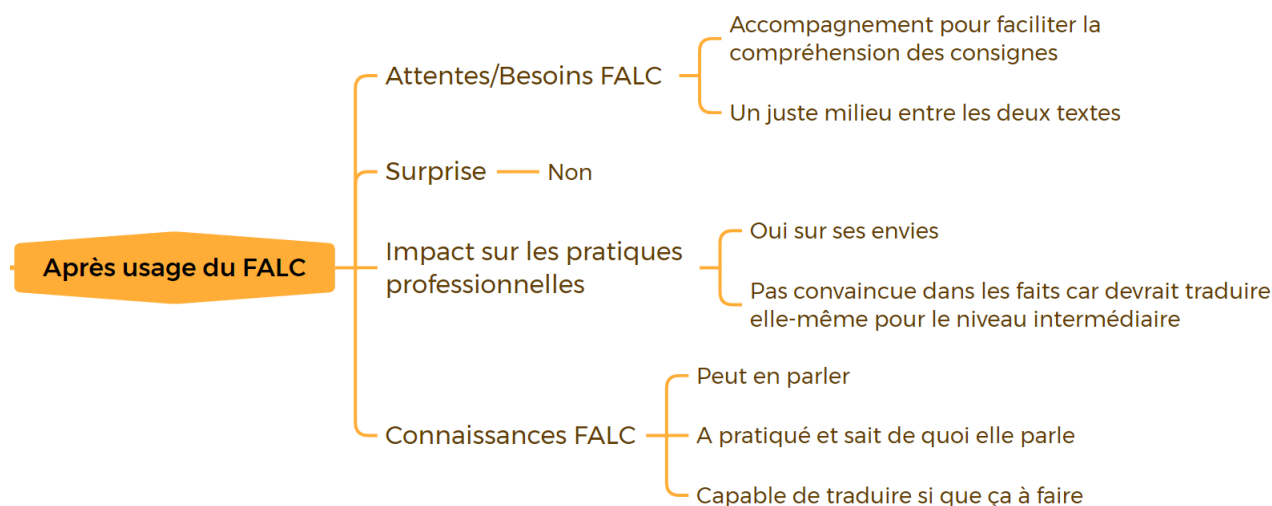 Après usage du FALC
Attentes/Besoins FALC
Accompagnement pour faciliter la
compréhension des consignes
Un juste milieu entre les deux textes
Surprise
Non
Impact sur les pratiques
professionnelles
Oui sur ses envies
Pas convaincue dans les faits car devrait traduire
elle-même pour le niveau intermédiaire
Connaissances FALC
Peut en parler
A pratiqué et sait de quoi elle parle
Capable de traduire si que ça à faire